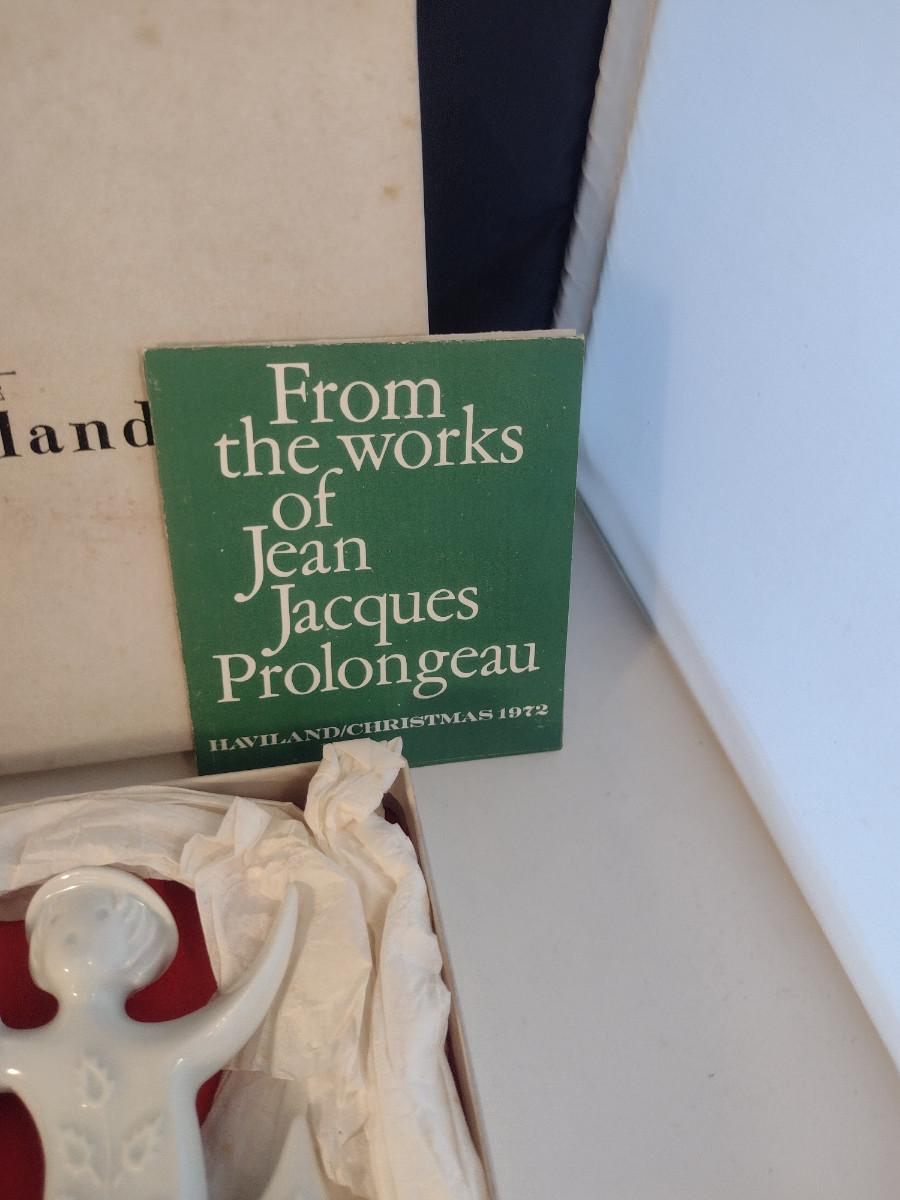 land
From
the works
of
Jean
Jacques
Prolongeau
HAVILAND/CHRISTMAS 1972